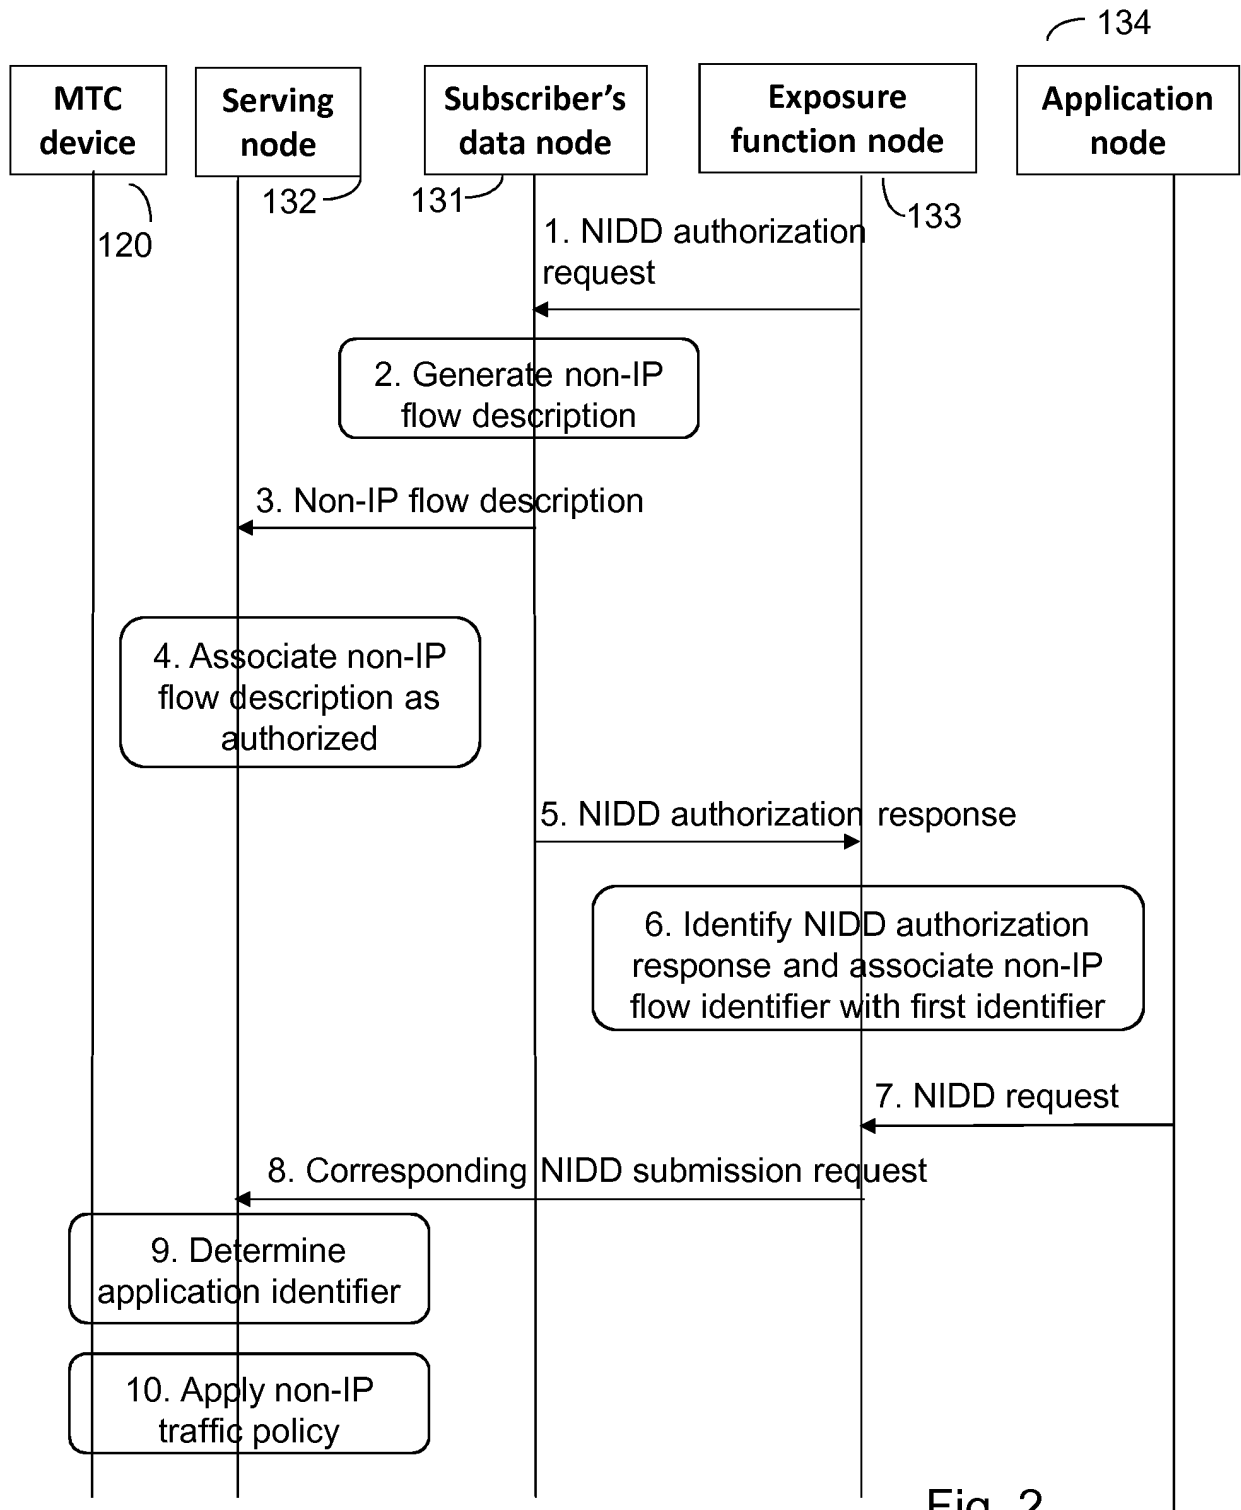 134
MTC
device
Serving
node
Subscriber's
data node
Exposure
function node
Application
node
132
131
133
120
1. NIDD authorization
request
2. Generate non-IP
flow description
3. Non-IP flow description
4. Associate non-IP
flow description as
authorized
5. NIDD authorization response
6. Identify NIDD authorization
response and associate non-IP
flow identifier with first identifier
7. NIDD request
8. Corresponding NIDD submission request
9. Determine
application identifier
10. Apply non-IP
traffic policy
Fig. 2